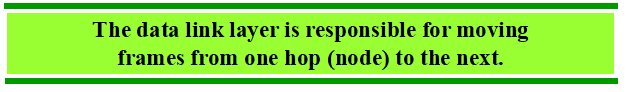 The data link layer is responsible for moving
frames from one hop (node) to the next.